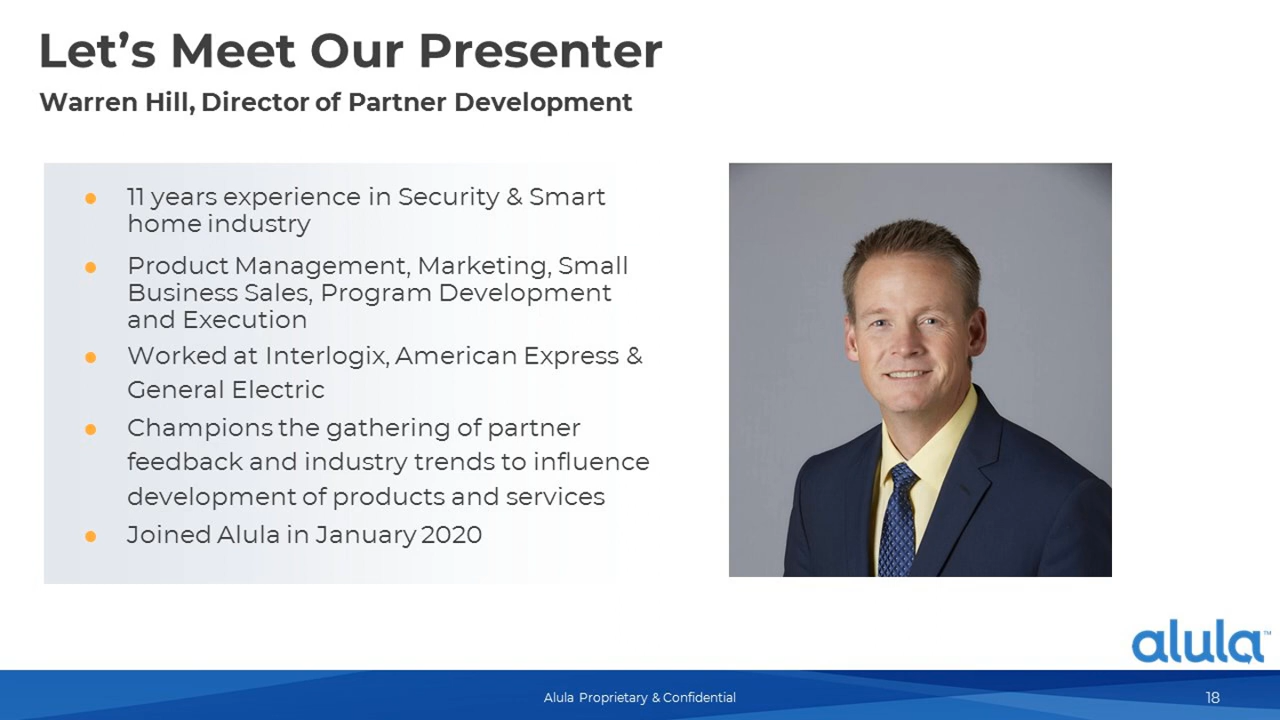 Let’s Meet Our Presenter
Warren Hill, Director of Partner Development
● 11 years experience in Security & Smart
home industry
● Product Management, Marketing, Small
Business Sales, Program Development
and Execution
● Worked at Interlogix, American Express &
General Electric
● Champions the gathering of partner
feedback and industry trends to influence
development of products and services
● Joined Alula in January 2020
alula™
Alula Proprietary & Confidential
18